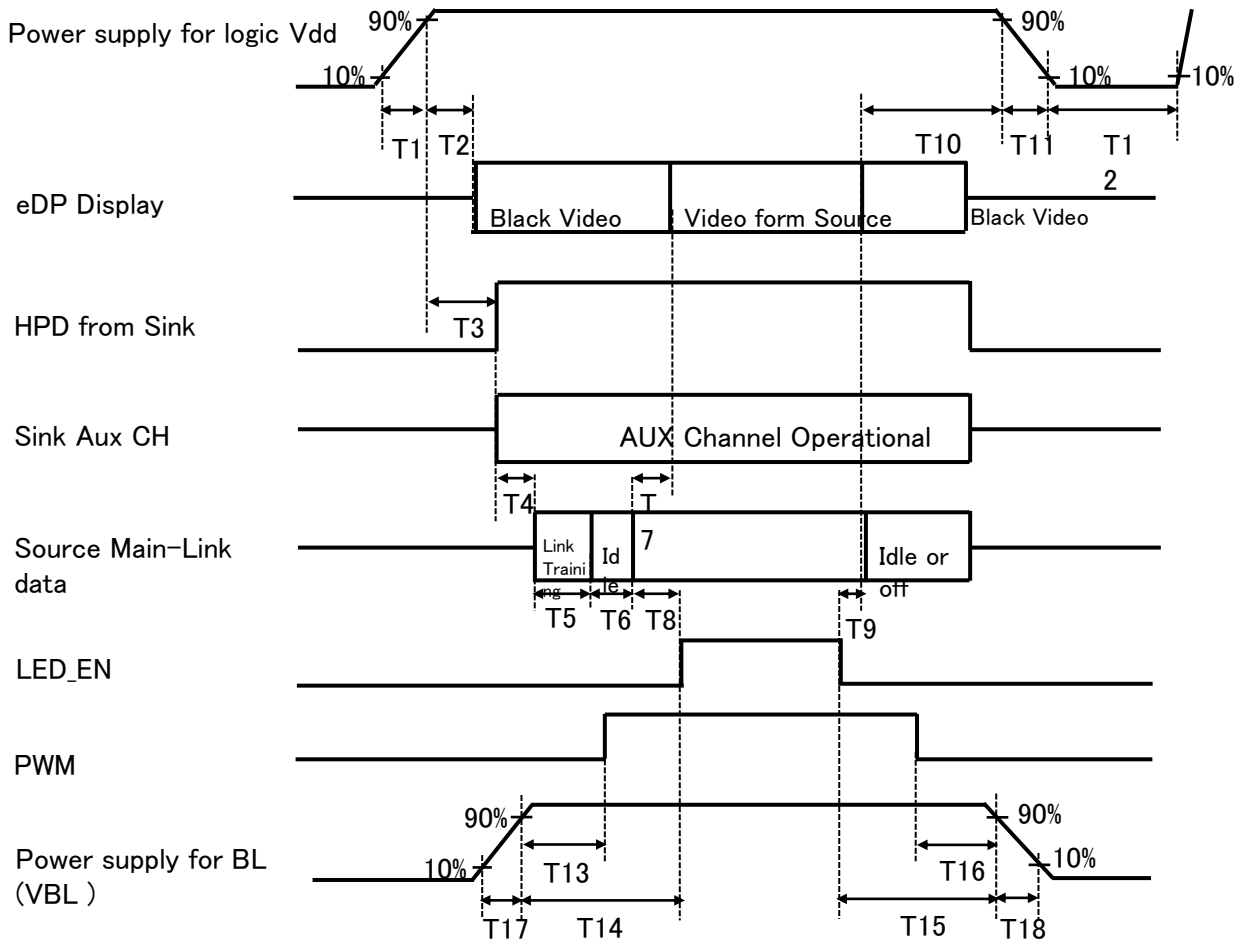 Power supply for logic Vdd
90%
10%
90%
10%
10%
T1
T2
T10
T11
T1
2
eDP Display
Black Video
Video form Source
Black Video
HPD from Sink
T3
Sink Aux CH
AUX Channel Operational
T4
T
7
Source Main-Link
data
Link
Traini
ng
Id
le
Idle or
off
T5
T6
T8
T9
LED_EN
PWM
90%
90%
Power supply for BL
(VBL )
10%
10%
T13
T16
T17
T14
T15
T18